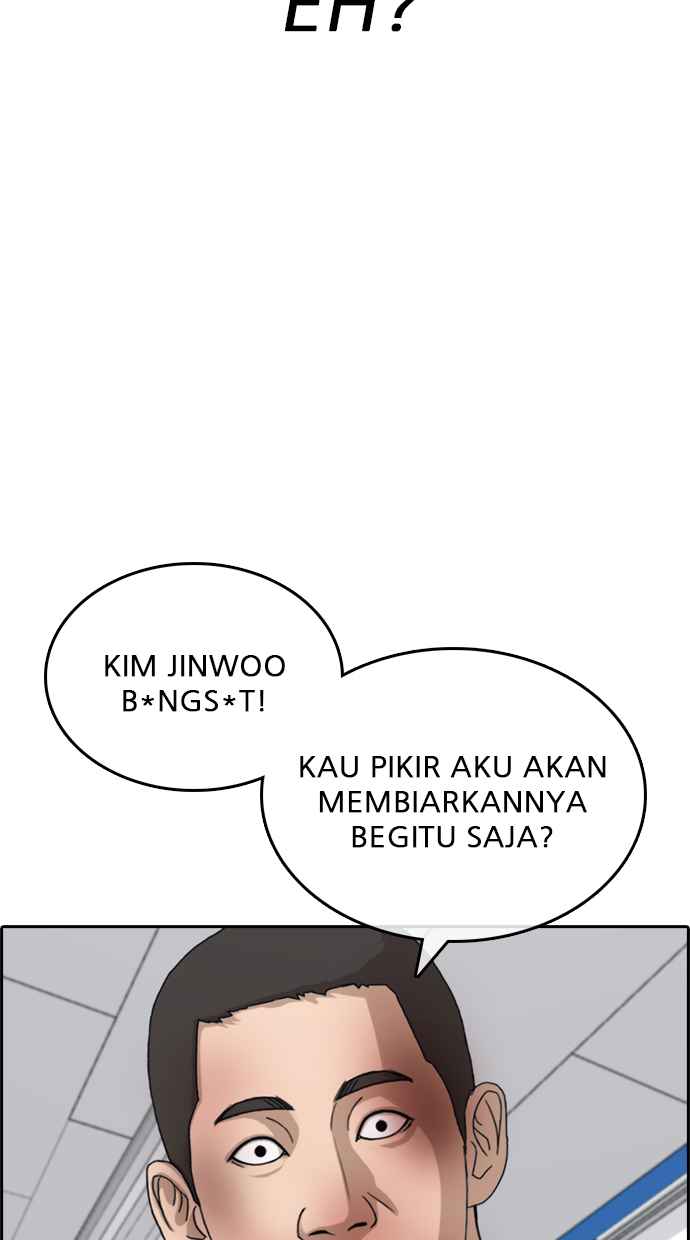 EH?
KIM JINWOO
B*NGS*T!
KAU PIKIR AKU AKAN
MEMBIARKANNYA
BEGITU SAJA?